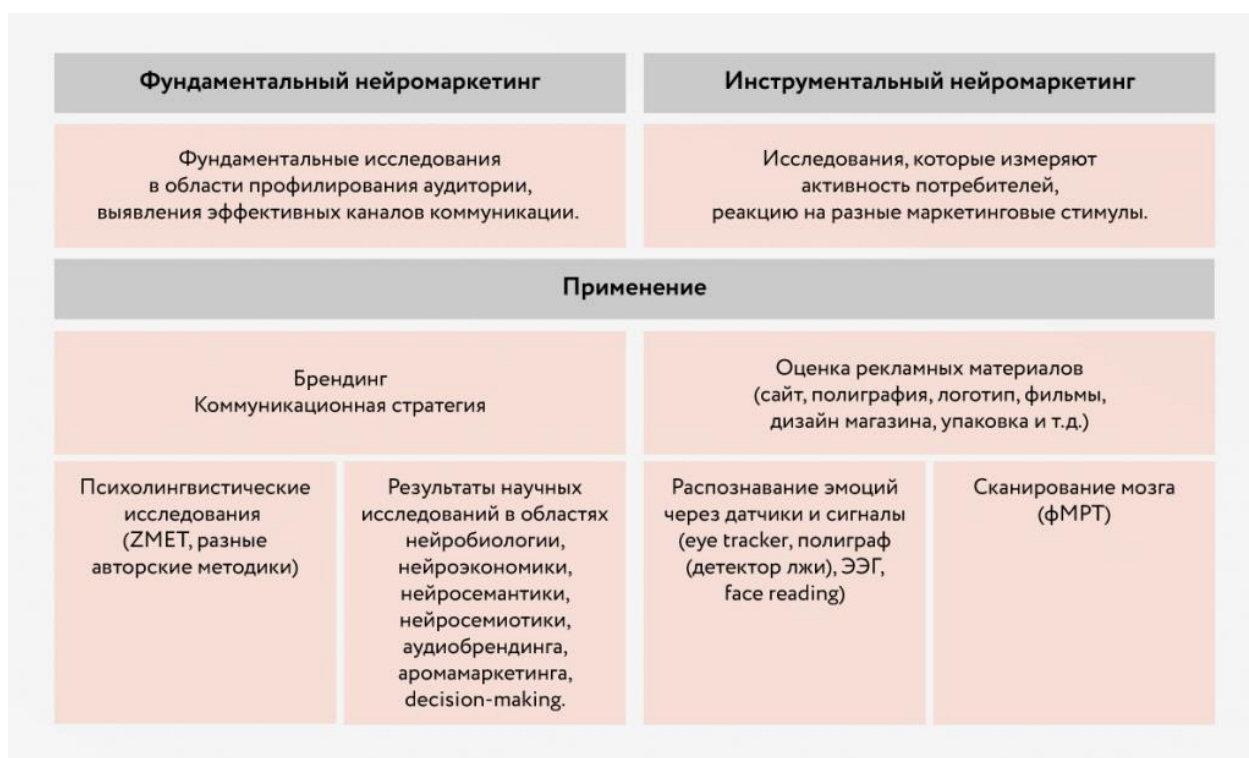 Фундаментальный нейромаркетинг
Инструментальный нейромаркетинг
Фундаментальные исследования
в области профилирования аудитории,
выявления эффективных каналов коммуникации.
Исследования, которые измеряют
активность потребителей,
реакцию на разные маркетинговые стимулы.
Применение
Брендинг
Коммуникационная стратегия
Оценка рекламных материалов
(сайт, полиграфия, логотип, фильмы,
дизайн магазина, упаковка и т.д.)
Психолингвистические
исследования
(ZMET, разные
авторские методики)
Результаты научных
исследований в областях
нейробиологии,
нейроэкономики,
нейросемантики,
нейросемиотики,
аудиобрендинга,
аромамаркетинга,
decision-making.
Распознавание эмоций
через датчики и сигналы
(eye tracker, полиграф
(детектор лжи), ЭЭГ,
face reading)
Сканирование мозга
(фМРТ)